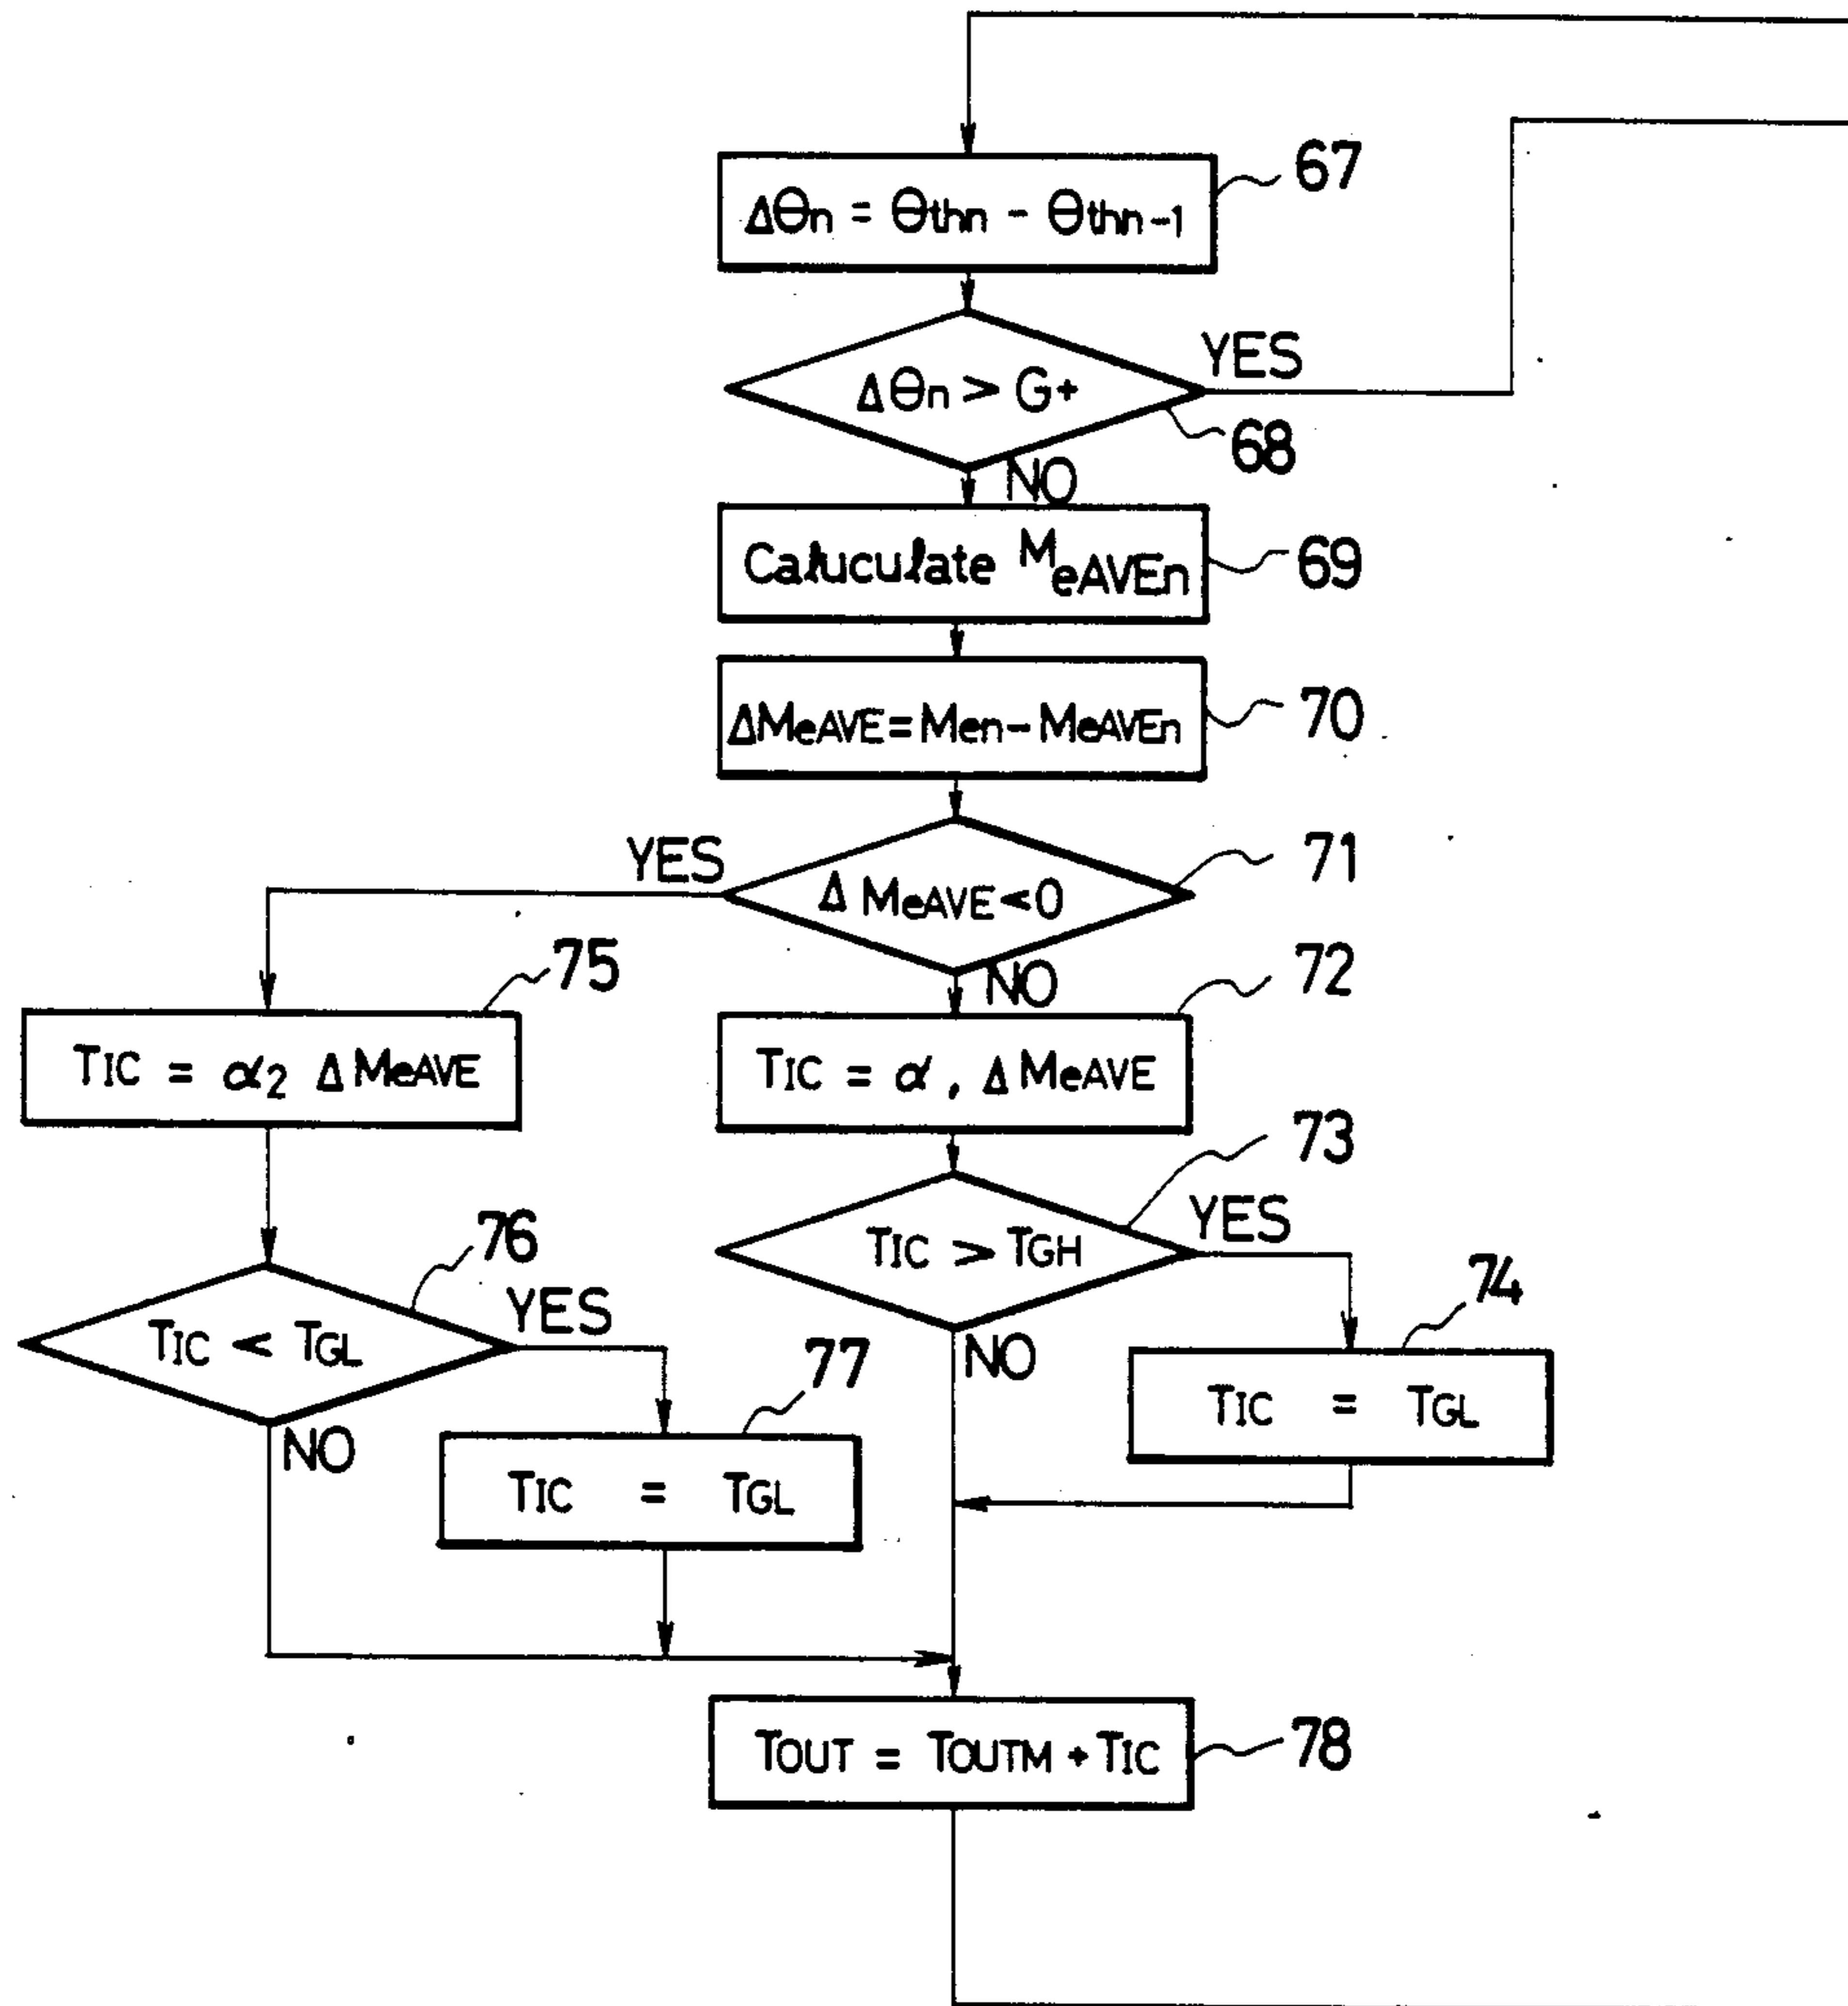 ΔΘn = Θthn - Θthn-1
67
ΔΘn > G+
YES
68
NO
Caluculate MeAVEn
69
ΔMeAVE = Men - MeAVEn
70
YES
ΔMeAVE < 0
71
NO
75
72
TIC = α2 ΔMeAVE
TIC = α, ΔMeAVE
73
76
TIC > TGH
YES
74
TIC < TGL
YES
77
NO
TIC = TGL
NO
TIC = TGL
TOUT = TOUTM + TIC
78